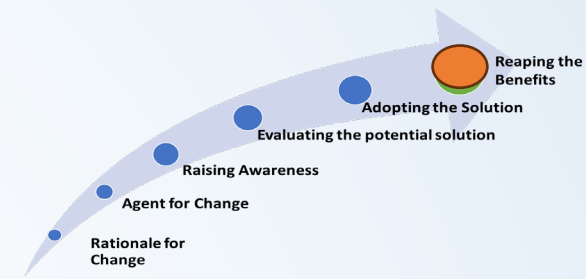 Reaping the
Benefits
Adopting the Solution
Evaluating the potential solution
Raising Awareness
Agent for Change
Rationale for
Change